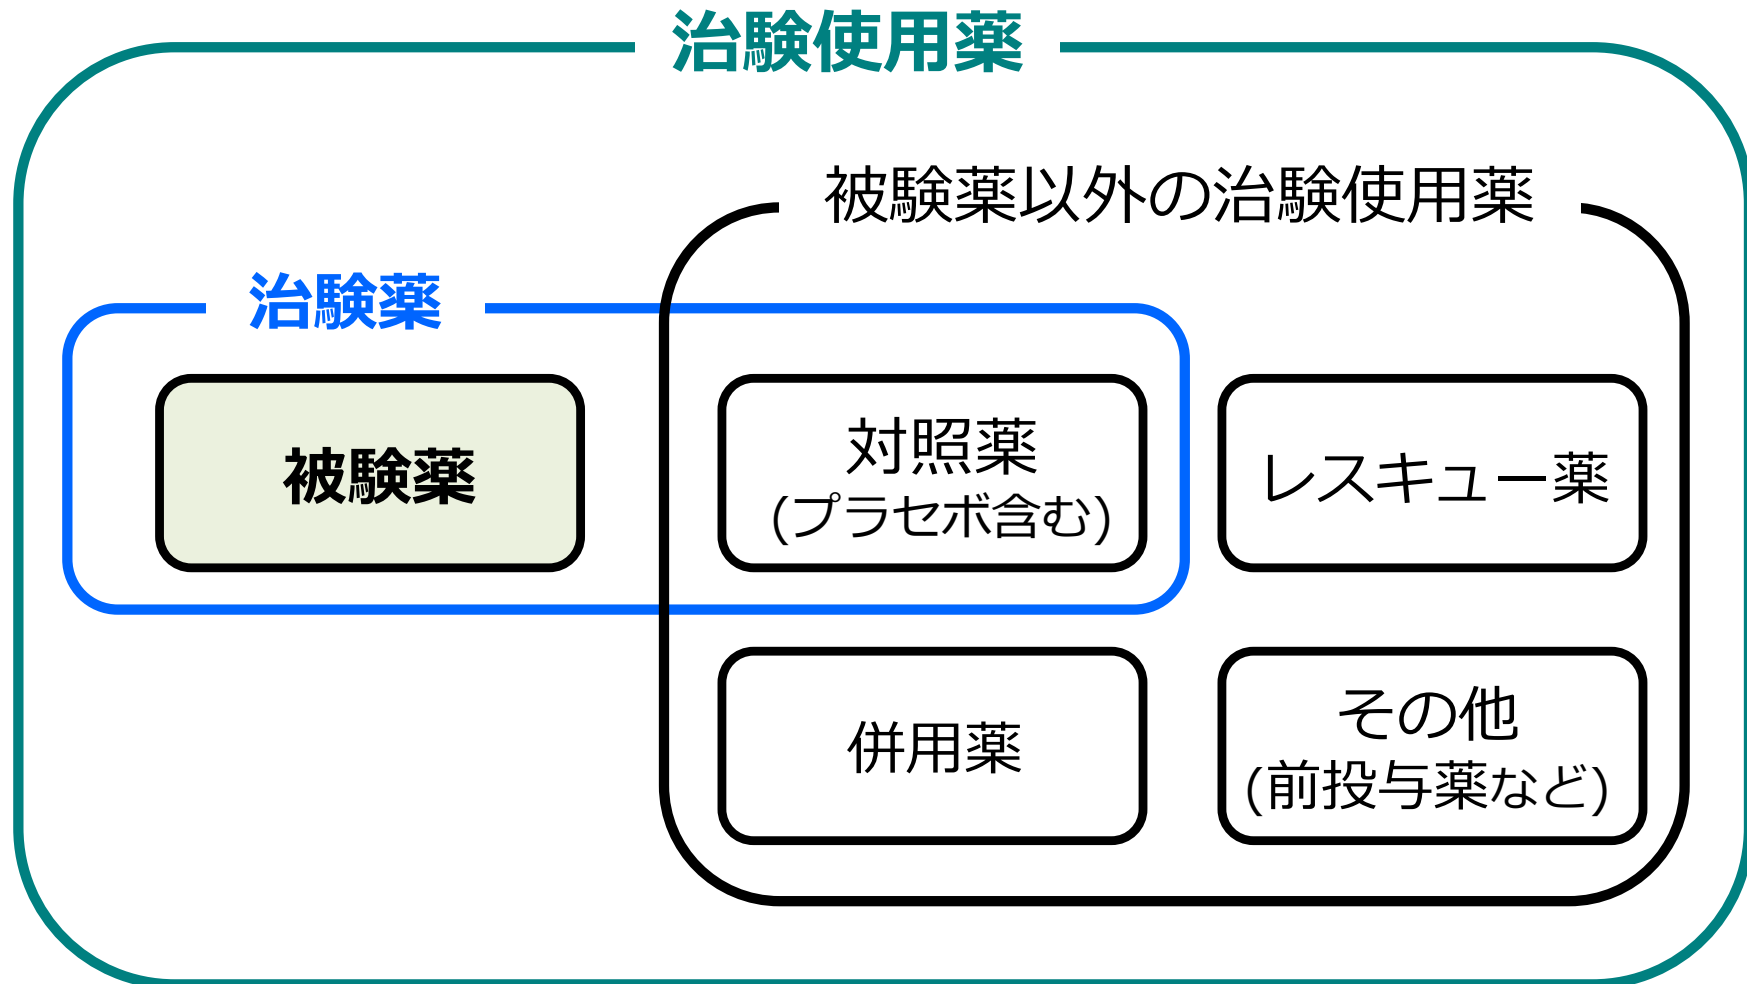 治験使用薬
被験薬以外の治験使用薬
治験薬
被験薬
対照薬
(プラセボ含む)
レスキュー薬
併用薬
その他
(前投与薬など)